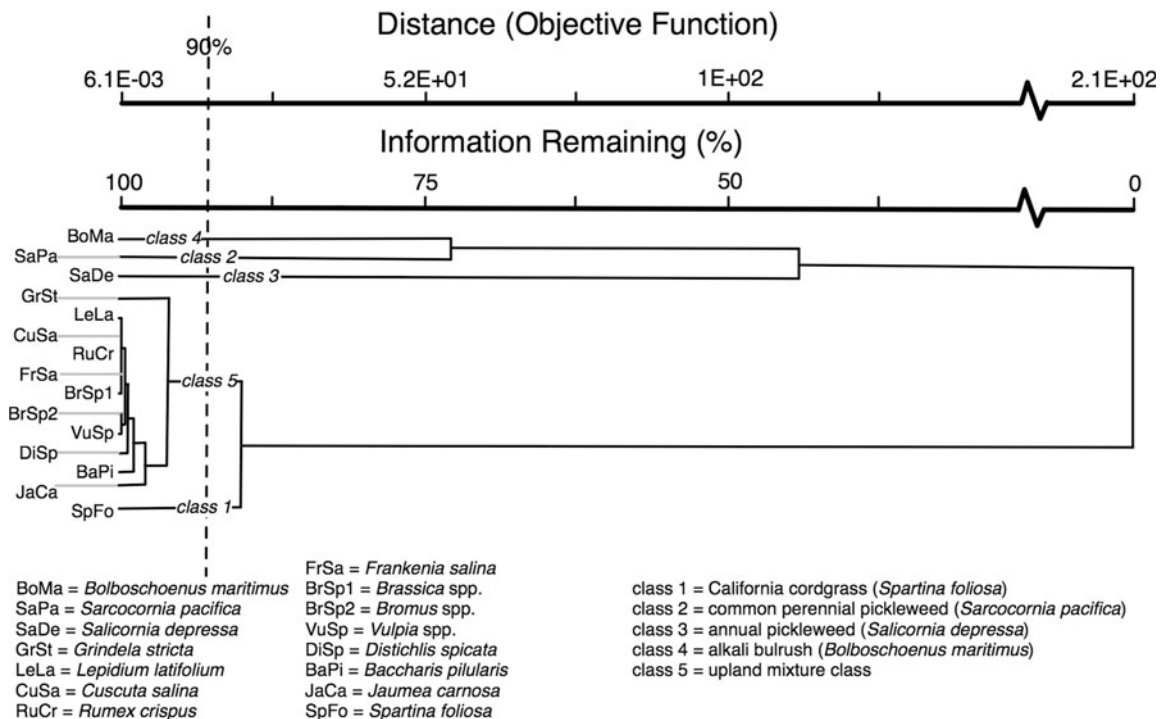 Distance (Objective Function)
90%
6.1E-03 5.2E+01 1E+02 2.1E+02
Information Remaining (%)
100 75 50 0
BoMa class 4
SaPa class 2
SaDe class 3
GrSt
LeLa
CuSa
RuCr
FrSa
class 5
BrSp1
BrSp2
VuSp
DiSp
BaPi
JaCa
SpFo class 1
BoMa = Bolboschoenus maritimus
SaPa = Sarcocornia pacifica
SaDe = Salicornia depressa
GrSt = Grindela stricta
LeLa = Lepidium latifolium
CuSa = Cuscuta salina
RuCr = Rumex crispus
FrSa = Frankenia salina
BrSp1 = Brassica spp.
BrSp2 = Bromus spp.
VuSp = Vulpia spp.
DiSp = Distichlis spicata
BaPi = Baccharis pilularis
JaCa = Jaumea carnosa
SpFo = Spartina foliosa
class 1 = California cordgrass (Spartina foliosa)
class 2 = common perennial pickleweed (Sarcocornia pacifica)
class 3 = annual pickleweed (Salicornia depressa)
class 4 = alkali bulrush (Bolboschoenus maritimus)
class 5 = upland mixture class